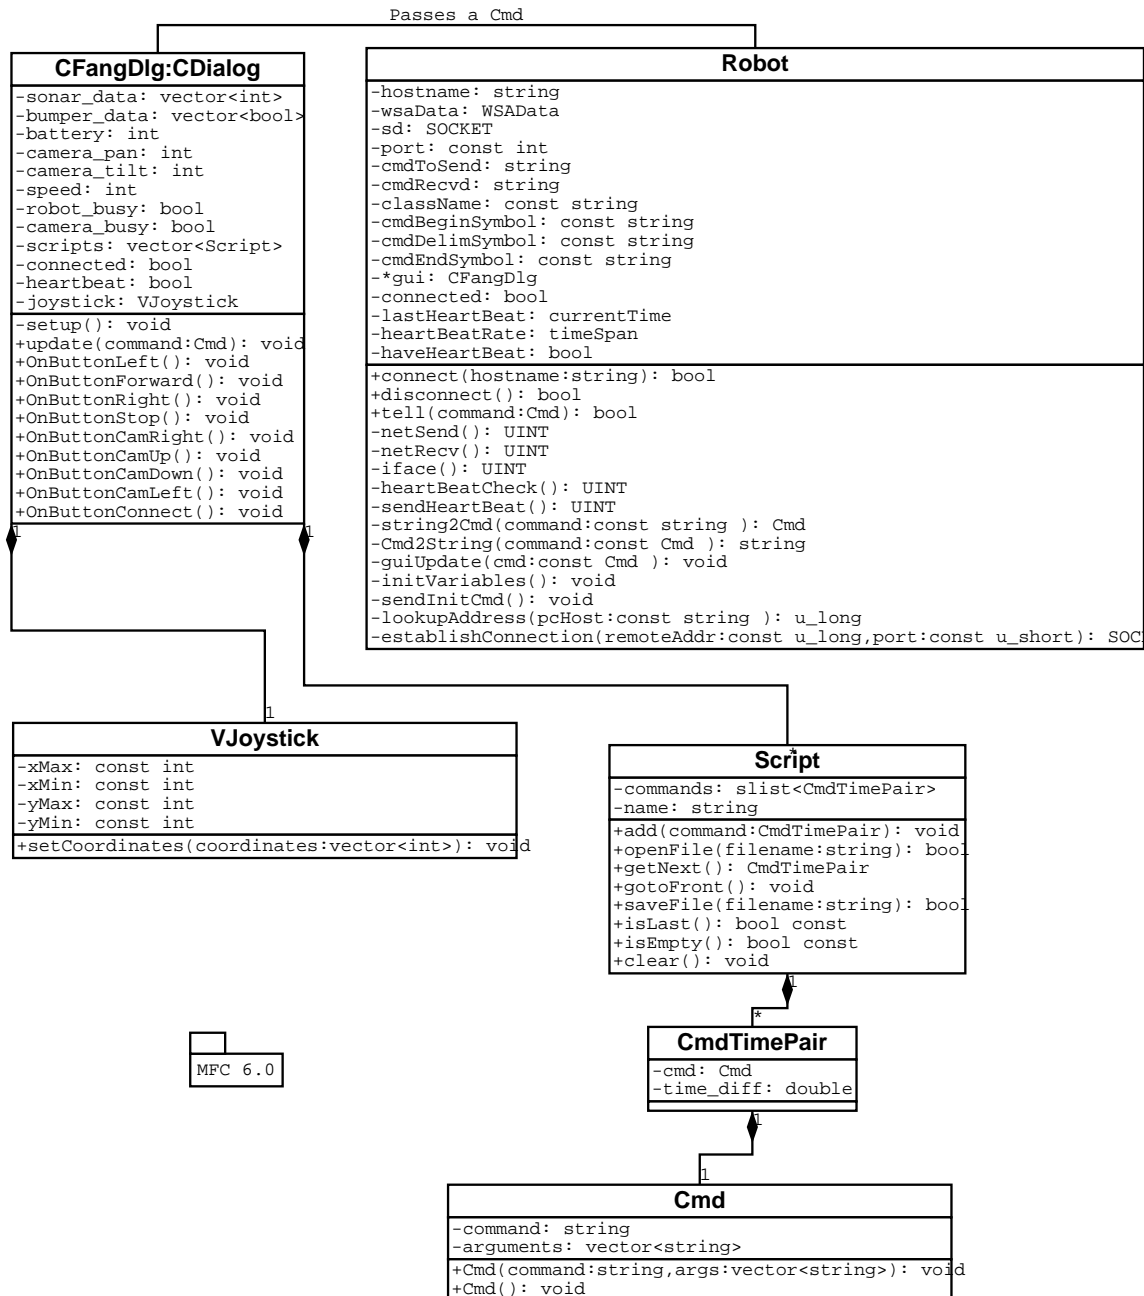 Passes a Cmd
CFangDlg:CDialog
-sonar_data: vector<int>
-bumper_data: vector<bool>
-battery: int
-camera_pan: int
-camera_tilt: int
-speed: int
-robot_busy: bool
-camera_busy: bool
-scripts: vector<Script>
-connected: bool
-heartbeat: bool
-joystick: VJoystick
-setup(): void
+update(command:Cmd): void
+OnButtonLeft(): void
+OnButtonForward(): void
+OnButtonRight(): void
+OnButtonStop(): void
+OnButtonCamRight(): void
+OnButtonCamUp(): void
+OnButtonCamDown(): void
+OnButtonCamLeft(): void
+OnButtonConnect(): void
1
1
Robot
-hostname: string
-wsaData: WSAData
-sd: SOCKET
-port: const int
-cmdToSend: string
-cmdRecvd: string
-className: const string
-cmdBeginSymbol: const string
-cmdDelimSymbol: const string
-cmdEndSymbol: const string
-*gui: CFangDlg
-connected: bool
-lastHeartBeat: currentTime
-heartBeatRate: timeSpan
-haveHeartBeat: bool
+connect(hostname:string): bool
+disconnect(): bool
+tell(command:Cmd): bool
-netSend(): UINT
-netRecv(): UINT
-iface(): UINT
-heartBeatCheck(): UINT
-sendHeartBeat(): UINT
-string2Cmd(command:const string ): Cmd
-Cmd2String(command:const Cmd ): string
-guiUpdate(cmd:const Cmd ): void
-initVariables(): void
-sendInitCmd(): void
-lookupAddress(pcHost:const string ): u_long
-establishConnection(remoteAddr:const u_long,port:const u_short): SOC
1
VJoystick
-xMax: const int
-xMin: const int
-yMax: const int
-yMin: const int
+setCoordinates(coordinates:vector<int>): void
*
Script
-commands: slist<CmdTimePair>
-name: string
+add(command:CmdTimePair): void
+openFile(filename:string): bool
+getNext(): CmdTimePair
+gotoFront(): void
+saveFile(filename:string): bool
+isLast(): bool const
+isEmpty(): bool const
+clear(): void
1
*
MFC 6.0
CmdTimePair
-cmd: Cmd
-time_diff: double
1
1
Cmd
-command: string
-arguments: vector<string>
+Cmd(command:string,args:vector<string>): void
+Cmd(): void